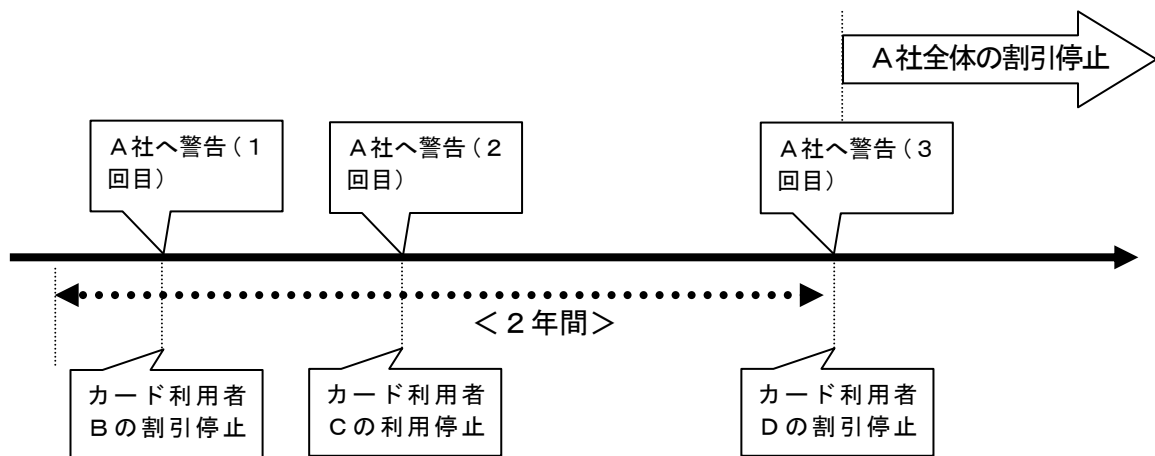 A社全体の割引停止
A社へ警告(1
回目)
A社へ警告(2
回目)
A社へ警告(3
回目)
<2年間>
カード利用者
Bの割引停止
カード利用者
Cの利用停止
カード利用者
Dの割引停止